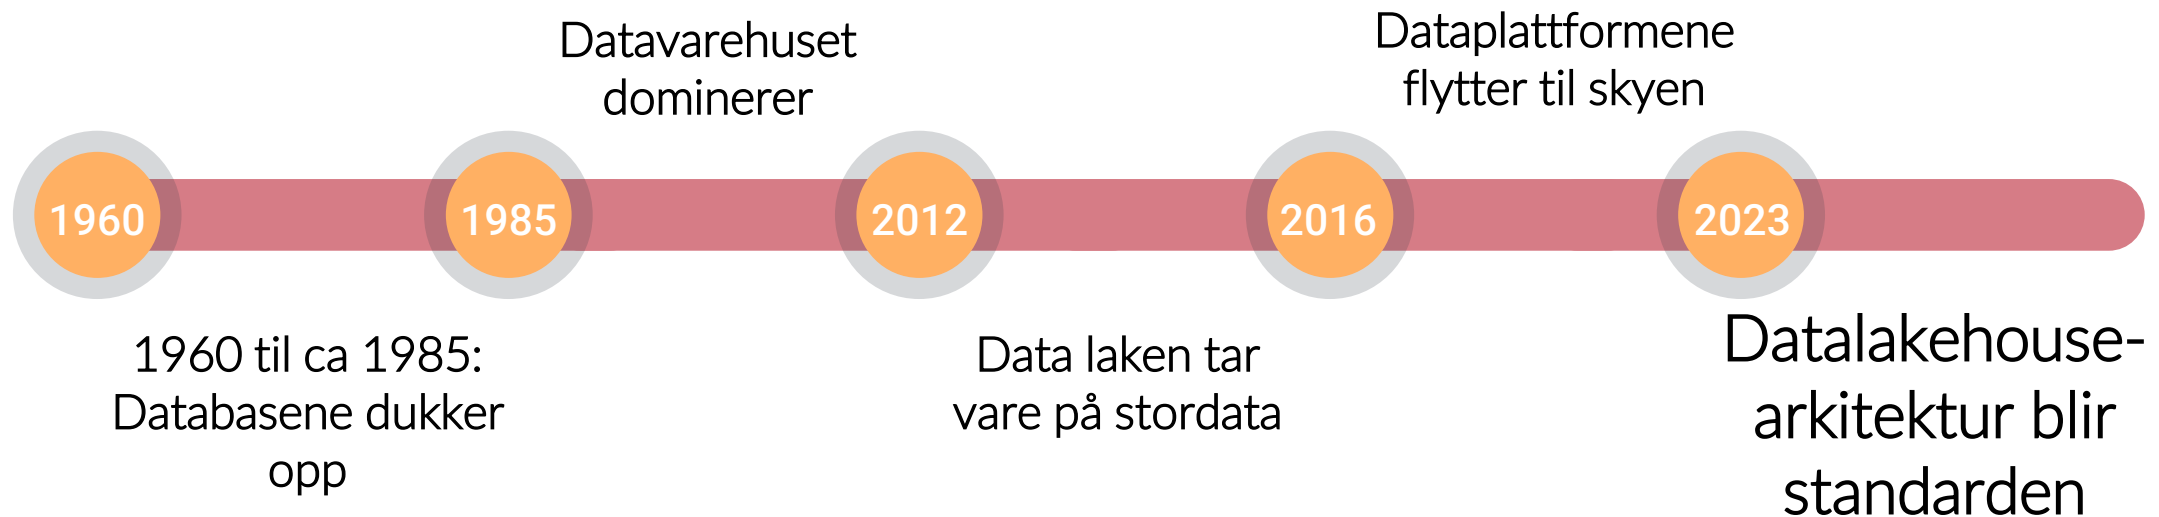 Datavarehuset
dominerer
Dataplattformene
flytter til skyen
1960
1985
2012
2016
2023
1960 til ca 1985:
Databasene dukker
opp
Data laken tar
vare på stordata
Datalakehouse-
arkitektur blir
standarden